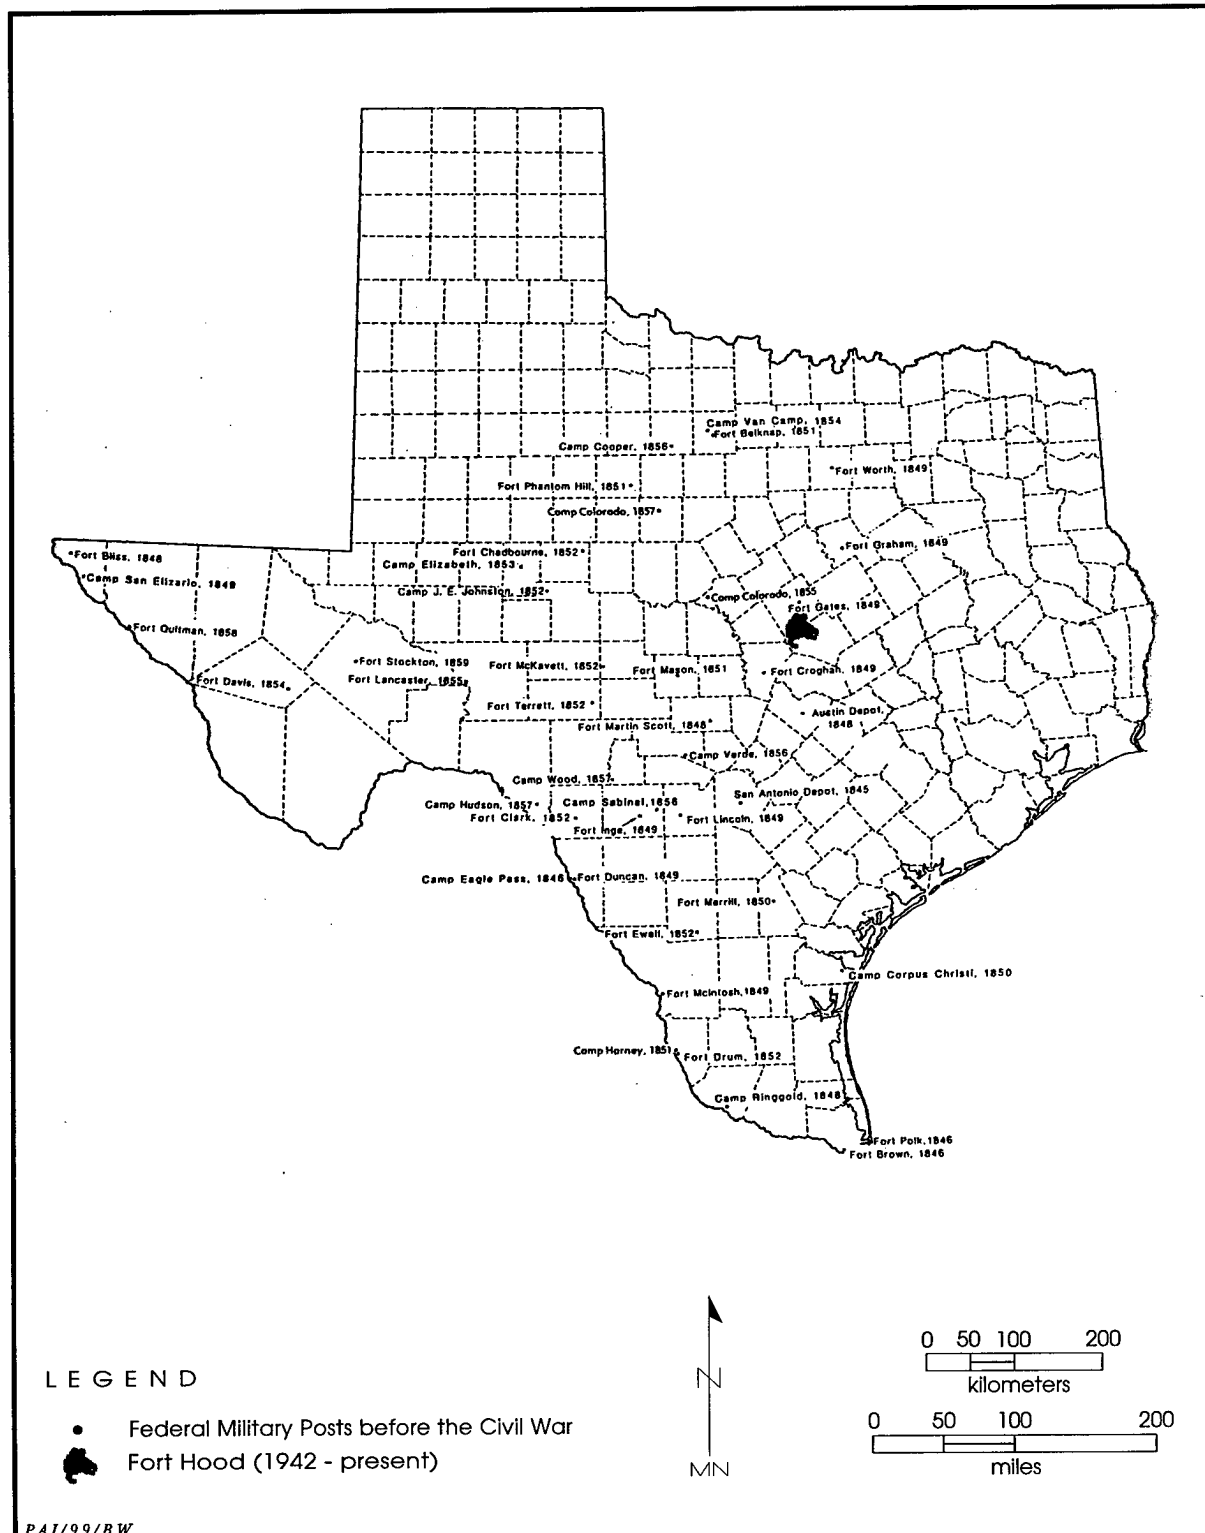 Camp Van Camp, 1854
Fort Belknap, 1851
Camp Cooper, 1856
Fort Worth, 1849
Fort Phantom Hill, 1851
Camp Colorado, 1857
Fort Graham, 1849
Fort Bliss, 1848
Fort Chadbourne, 1852
Camp Elizabeth, 1853
Camp San Elizario, 1849
Camp J. E. Johnston, 1852
Camp Colorado, 1855
Fort Gates, 1849
Fort Quitman, 1858
Fort Stockton, 1859
Fort McKavett, 1852
Fort Mason, 1851
Fort Croghan, 1849
Fort Davis, 1854
Fort Lancaster, 1855
Fort Terrett, 1852
Austin Depot,
1848
Fort Martin Scott, 1848
Camp Verde, 1856
Camp Wood, 1857
San Antonio Depot, 1845
Camp Hudson, 1857
Camp Sabinal, 1856
Fort Clark, 1852
Fort Lincoln, 1849
Fort Inge, 1849
Camp Eagle Pass, 1846
Fort Duncan, 1849
Fort Merrill, 1850
Fort Ewell, 1852
Camp Corpus Christi, 1850
Fort McIntosh, 1849
Camp Harney, 1851
Fort Drum, 1852
Camp Ringgold, 1848
Fort Polk, 1846
Fort Brown, 1846
N
MN
0 50 100 200
kilometers
0 50 100 200
miles
LEGEND
Federal Military Posts before the Civil War
Fort Hood (1942 - present)
PAI/99/BW